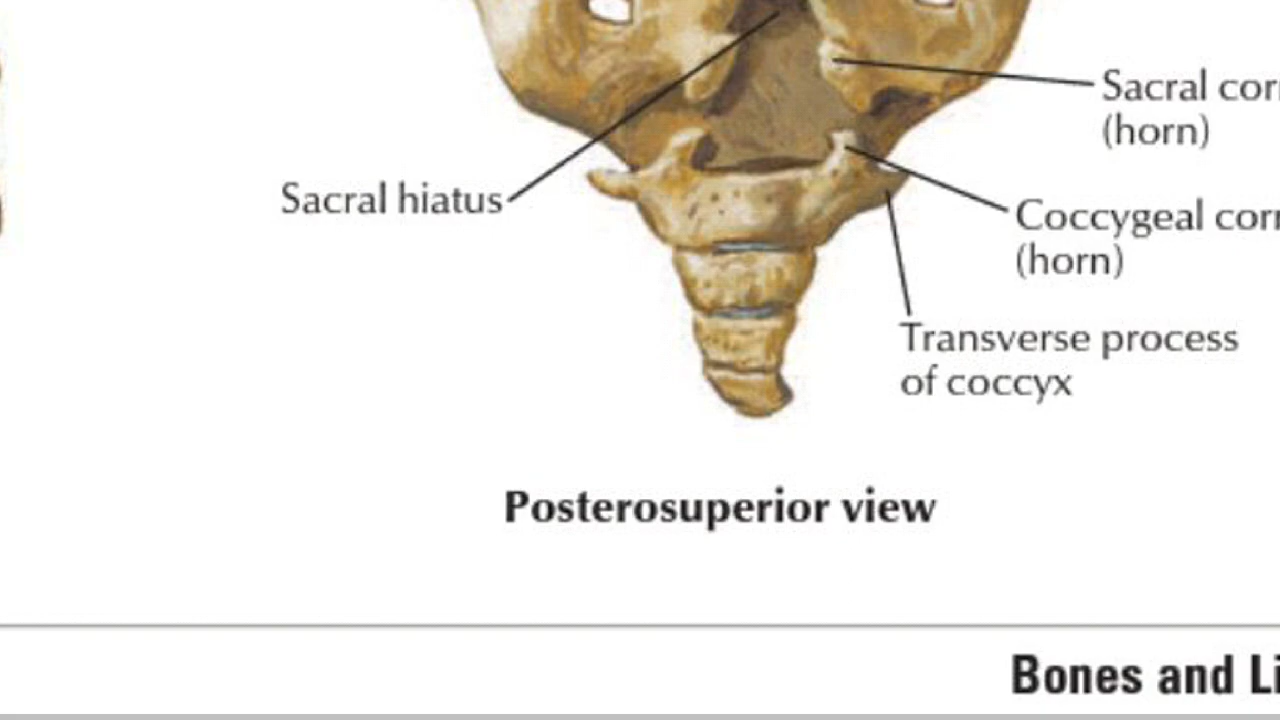 Sacral cor
(horn)
Sacral hiatus
Coccygeal cor
(horn)
Transverse process
of coccyx
Posterosuperior view
Bones and Li